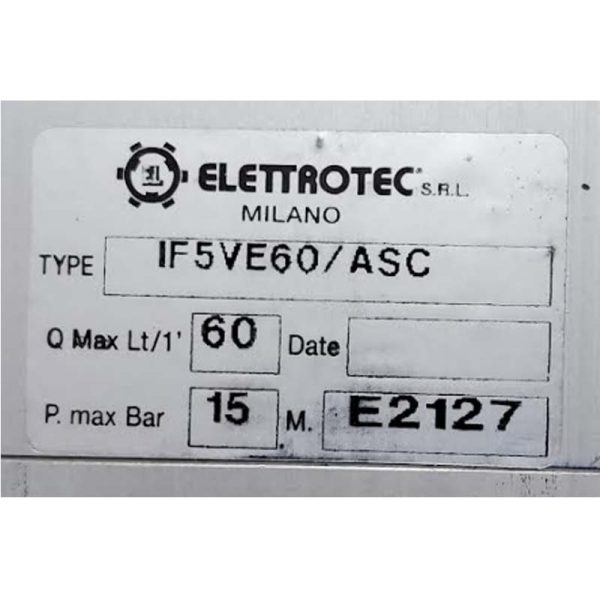 ELETTROTEC S.R.L.
MILANO
TYPE IF5VE60/ASC
Q Max Lt/1' 60 Date
P. max Bar 15 M. E2127